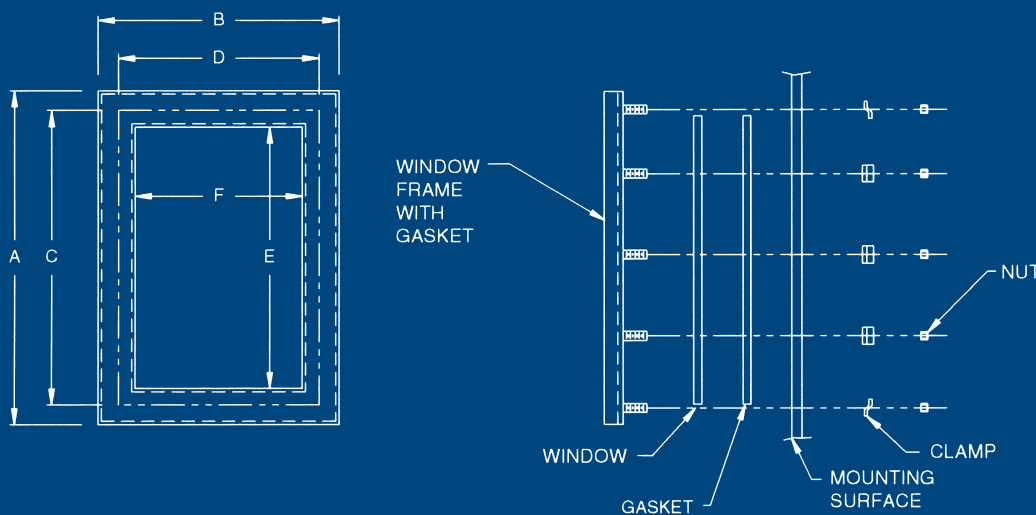 B
D
A
C
F
E
WINDOW
FRAME
WITH
GASKET
NUT
WINDOW
GASKET
CLAMP
MOUNTING
SURFACE